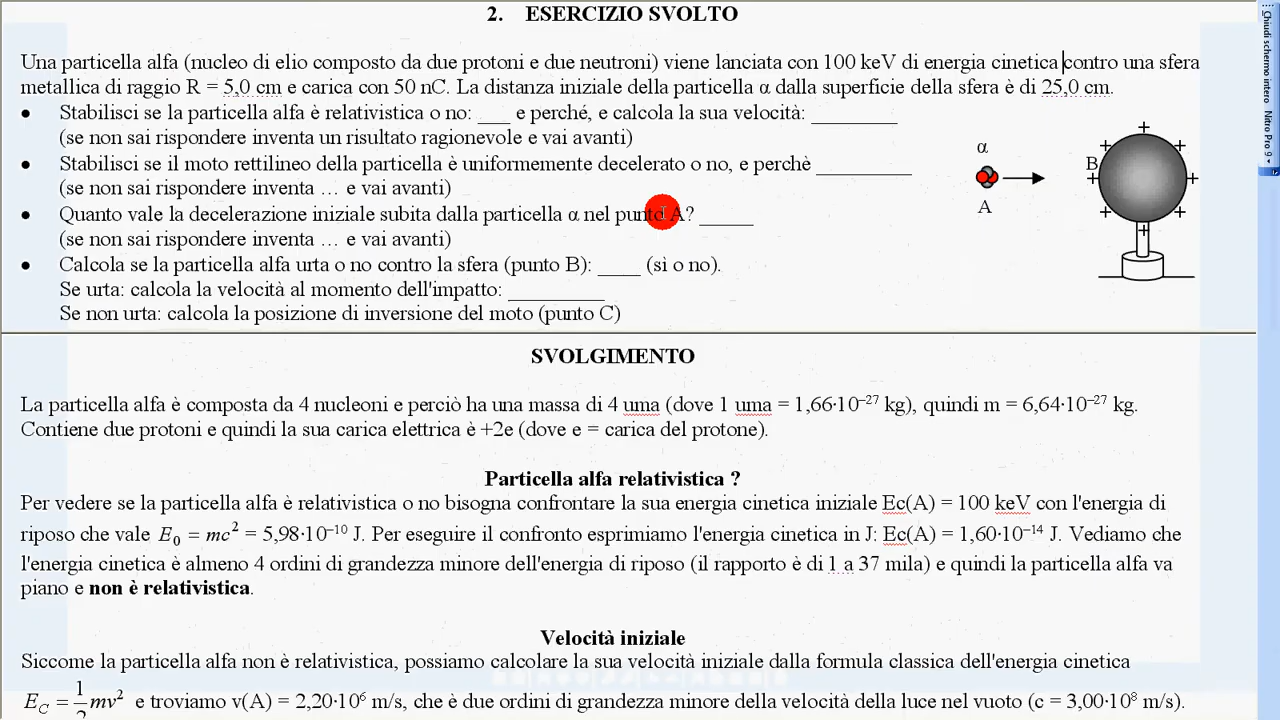 2. ESERCIZIO SVOLTO
Una particella alfa (nucleo di elio composto da due protoni e due neutroni) viene lanciata con 100 keV di energia cinetica contro una sfera
metallica di raggio R = 5,0 cm e carica con 50 nC. La distanza iniziale della particella α dalla superficie della sfera è di 25,0 cm.
• Stabilisci se la particella alfa è relativistica o no: ___ e perché, e calcola la sua velocità: ________
(se non sai rispondere inventa un risultato ragionevole e vai avanti)
• Stabilisci se il moto rettilineo della particella è uniformemente decelerato o no, e perchè _________
(se non sai rispondere inventa … e vai avanti)
• Quanto vale la decelerazione iniziale subita dalla particella α nel punto A? _____
(se non sai rispondere inventa … e vai avanti)
• Calcola se la particella alfa urta o no contro la sfera (punto B): ____ (si o no).
Se urta: calcola la velocità al momento dell'impatto: _________
Se non urta: calcola la posizione di inversione del moto (punto C)
α
A
B
+ + + + + + + +
SVOLGIMENTO
La particella alfa è composta da 4 nucleoni e perciò ha una massa di 4 uma (dove 1 uma = 1,66·10⁻²⁷ kg), quindi m = 6,64·10⁻²⁷ kg.
Contiene due protoni e quindi la sua carica elettrica è +2e (dove e = carica del protone).
Particella alfa relativistica ?
Per vedere se la particella alfa è relativistica o no bisogna confrontare la sua energia cinetica iniziale Ec(A) = 100 keV con l'energia di
riposo che vale E₀ = mc² = 5,98·10⁻¹⁰ J. Per eseguire il confronto esprimiamo l'energia cinetica in J: Ec(A) = 1,60·10⁻¹⁴ J. Vediamo che
l'energia cinetica è almeno 4 ordini di grandezza minore dell'energia di riposo (il rapporto è di 1 a 37 mila) e quindi la particella alfa va
piano e non è relativistica.
Velocità iniziale
Siccome la particella alfa non è relativistica, possiamo calcolare la sua velocità iniziale dalla formula classica dell'energia cinetica
E_C = 1/2 mv² e troviamo v(A) = 2,20·10⁶ m/s, che è due ordini di grandezza minore della velocità della luce nel vuoto (c = 3,00·10⁸ m/s).
Chiudi schermo intero Nitro Pro 9